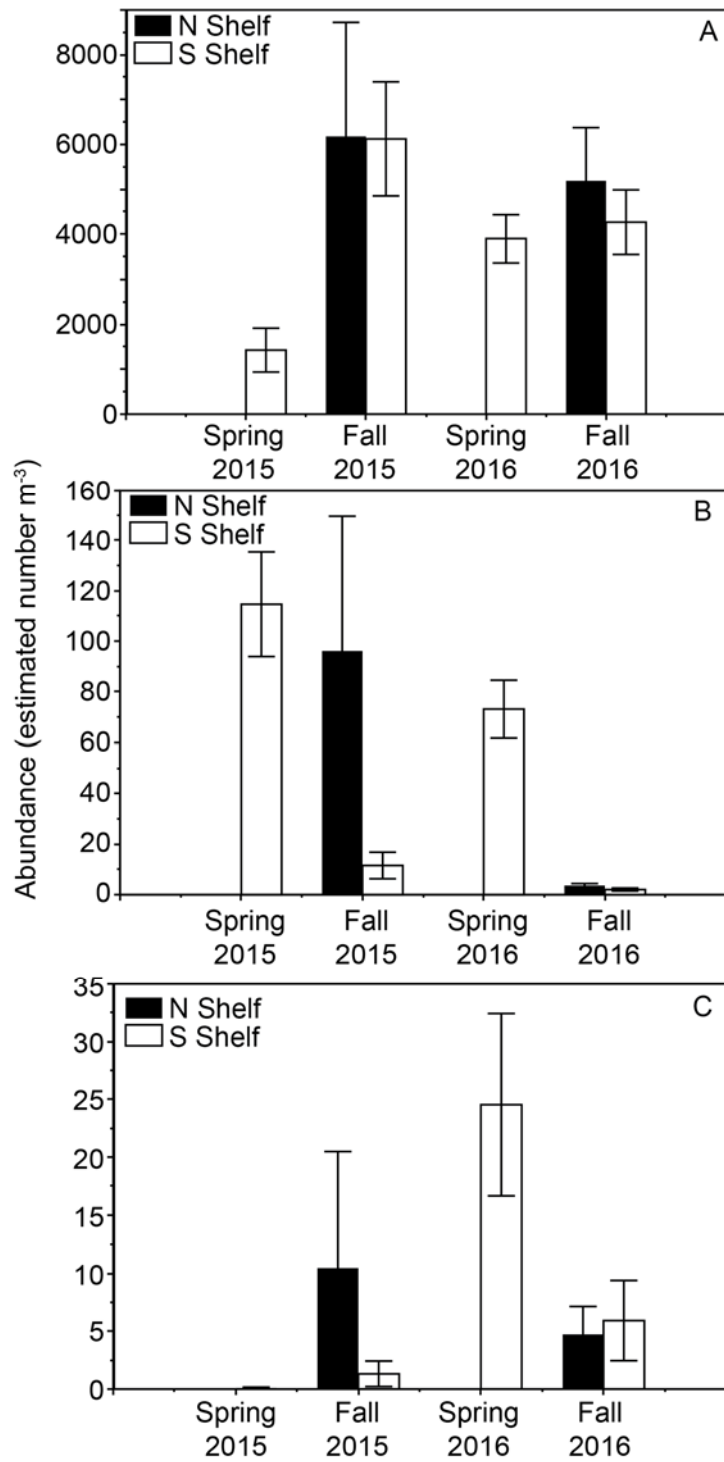 A
N Shelf
S Shelf
8000
6000
4000
2000
0
Spring Fall Spring Fall
2015 2015 2016 2016
Abundance (estimated number m⁻³)
B
N Shelf
S Shelf
160
140
120
100
80
60
40
20
0
Spring Fall Spring Fall
2015 2015 2016 2016
C
N Shelf
S Shelf
35
30
25
20
15
10
5
0
Spring Fall Spring Fall
2015 2015 2016 2016